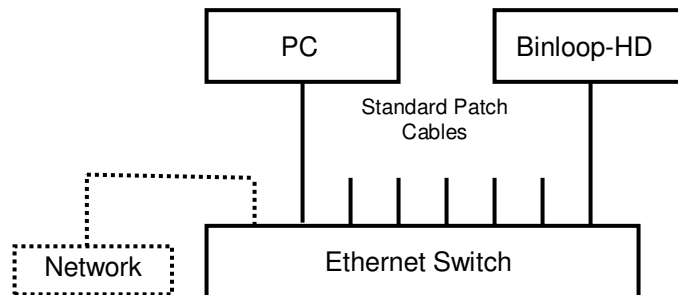 PC
Binloop-HD
Standard Patch
Cables
Network
Ethernet Switch